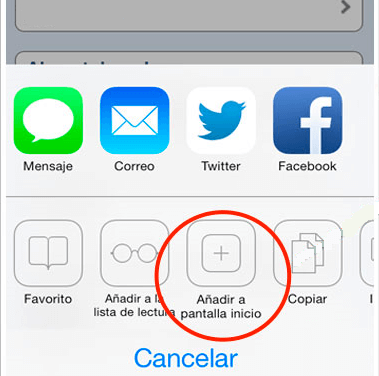 Mensaje Correo Twitter Facebook
Favorito Añadir a la lista de lectura Añadir a pantalla inicio Copiar
Cancelar